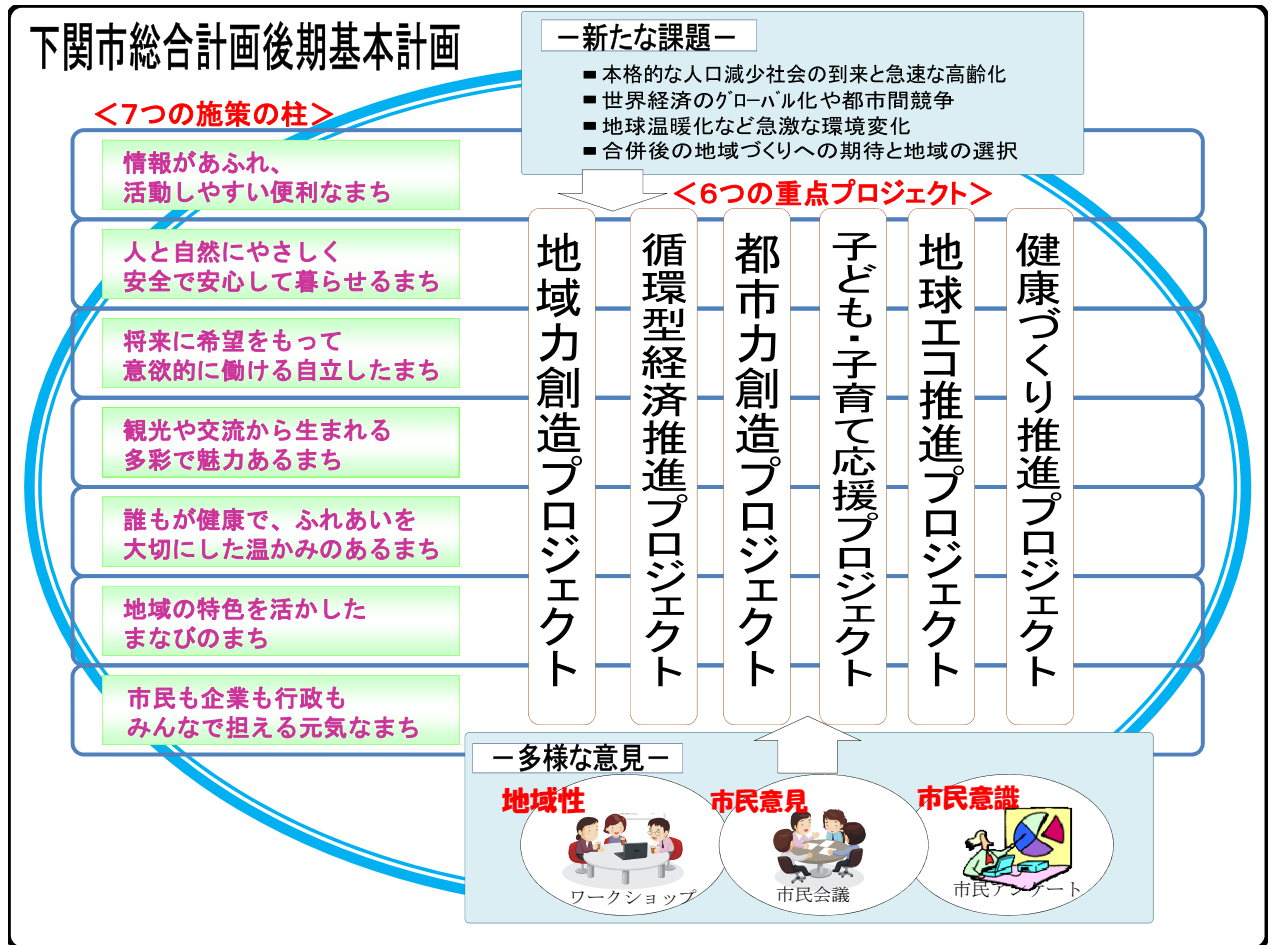 下関市総合計画後期基本計画
－新たな課題－
■ 本格的な人口減少社会の到来と急速な高齢化
■ 世界経済のグローバル化や都市間競争
■ 地球温暖化など急激な環境変化
■ 合併後の地域づくりへの期待と地域の選択
＜７つの施策の柱＞
情報があふれ、
活動しやすい便利なまち
人と自然にやさしく
安全で安心して暮らせるまち
将来に希望をもって
意欲的に働ける自立したまち
観光や交流から生まれる
多彩で魅力あるまち
誰もが健康で、ふれあいを
大切にした温かみのあるまち
地域の特色を活かした
まなびのまち
市民も企業も行政も
みんなで担える元気なまち
＜６つの重点プロジェクト＞
地域力創造プロジェクト
循環型経済推進プロジェクト
都市力創造プロジェクト
子ども・子育て応援プロジェクト
地球エコ推進プロジェクト
健康づくり推進プロジェクト
－多様な意見－
地域性
ワークショップ
市民意見
市民会議
市民意識
市民アンケート